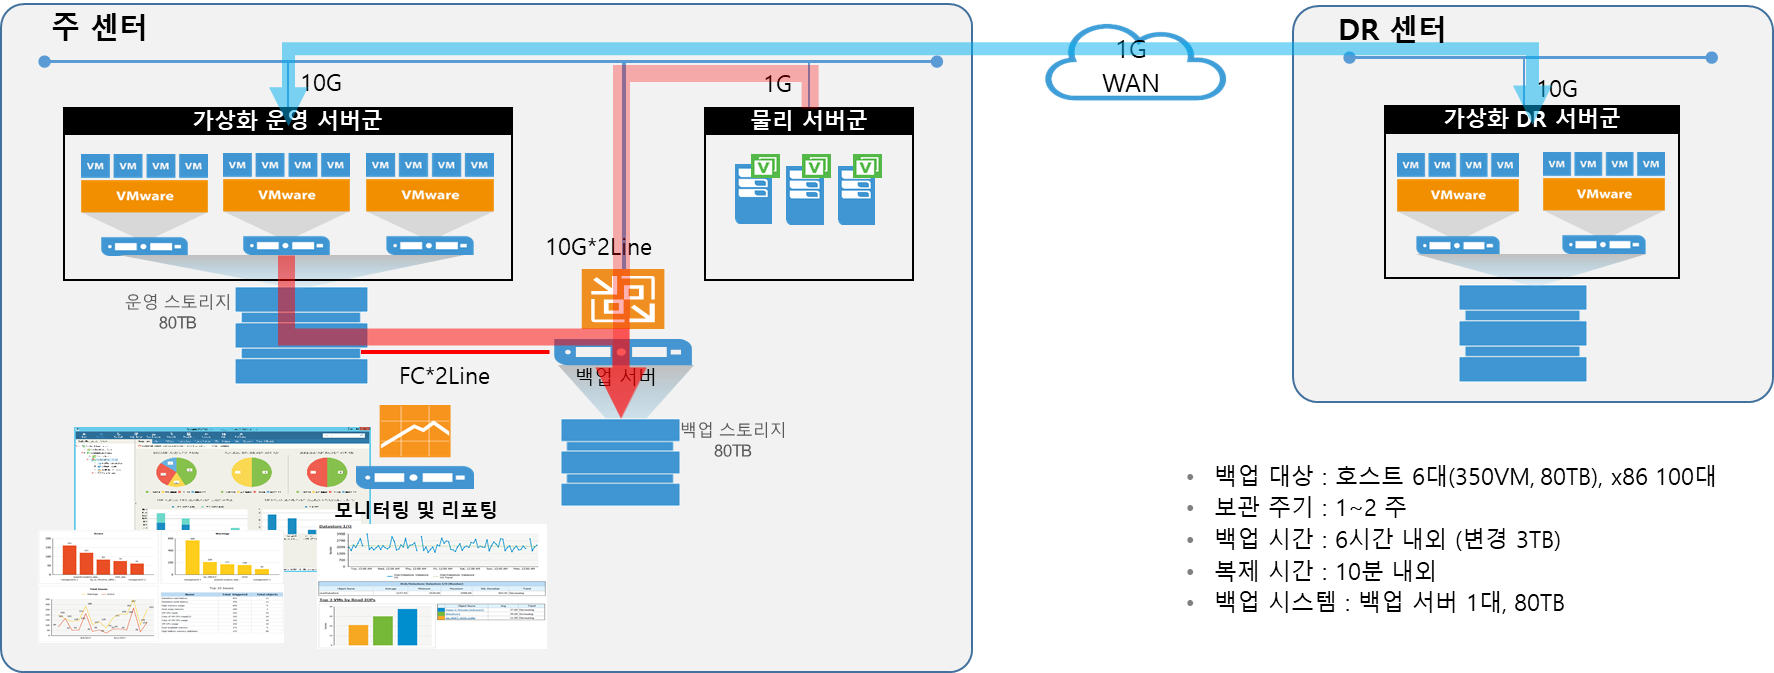 주 센터
DR 센터
1G
WAN
10G
1G
10G
가상화 운영 서버군
물리 서버군
가상화 DR 서버군
VM VM VM VM
VM VM VM VM
VM VM VM VM
VMware
VMware
VMware
V
V
V
VM VM VM VM
VM VM VM VM
VMware
VMware
10G*2Line
운영 스토리지
80TB
FC*2Line
백업 서버
백업 스토리지
80TB
모니터링 및 리포팅
Datastore I/O
Top 3 VMs by Read IOPs
• 백업 대상 : 호스트 6대(350VM, 80TB), x86 100대
• 보관 주기 : 1~2 주
• 백업 시간 : 6시간 내외 (변경 3TB)
• 복제 시간 : 10분 내외
• 백업 시스템 : 백업 서버 1대, 80TB